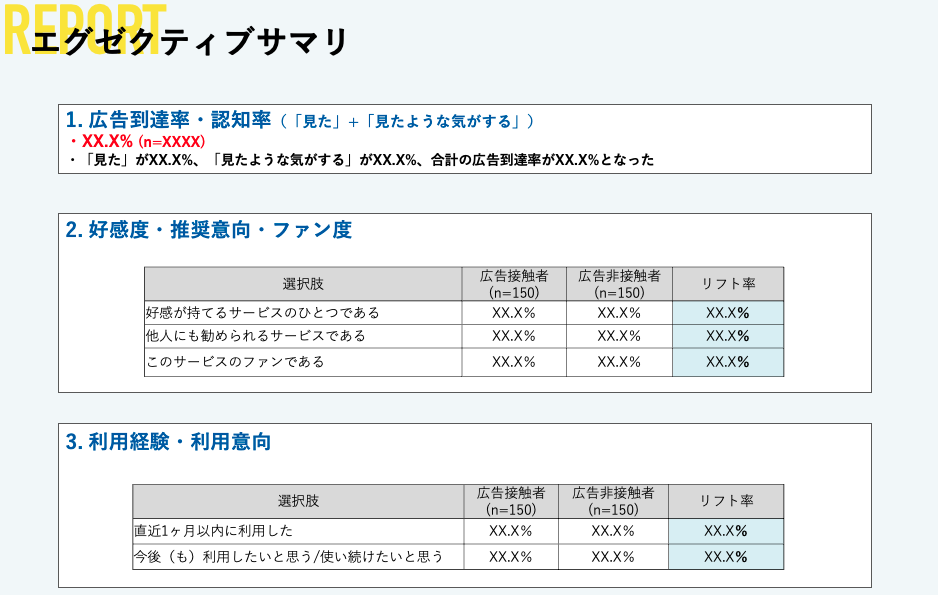 REPORT
エグゼクティブサマリ
1. 広告到達率・認知率（「見た」+「見たような気がする」）
・XX.X% (n=XXXX)
・「見た」がXX.X%、「見たような気がする」がXX.X%、合計の広告到達率がXX.X%となった
2. 好感度・推奨意向・ファン度
選択肢 広告接触者 (n=150) 広告非接触者 (n=150) リフト率
好感が持てるサービスのひとつである XX.X% XX.X% XX.X%
他人にも勧められるサービスである XX.X% XX.X% XX.X%
このサービスのファンである XX.X% XX.X% XX.X%
3. 利用経験・利用意向
選択肢 広告接触者 (n=150) 広告非接触者 (n=150) リフト率
直近1ヶ月以内に利用した XX.X% XX.X% XX.X%
今後（も）利用したいと思う/使い続けたいと思う XX.X% XX.X% XX.X%